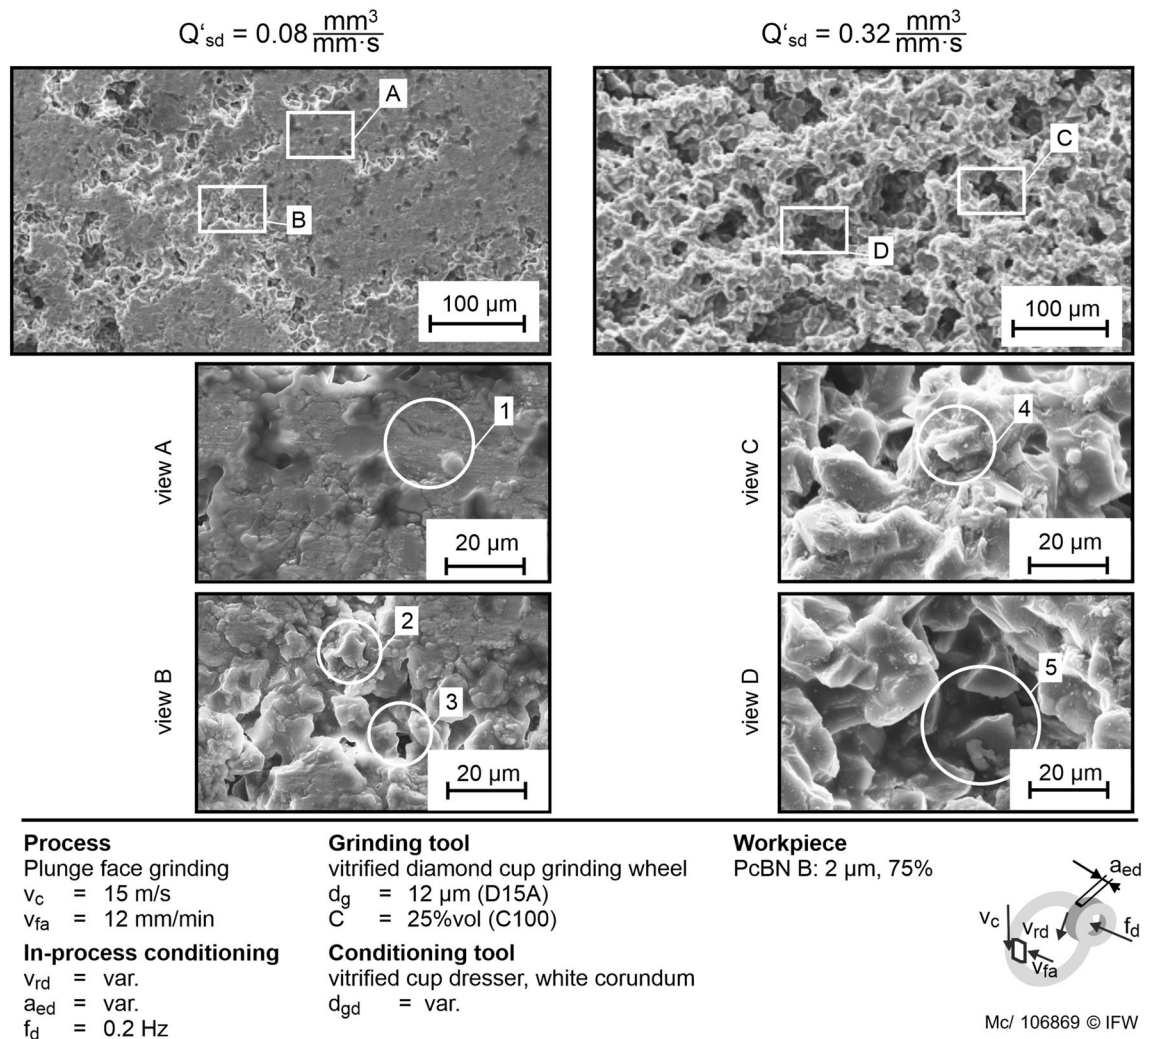 Q‘sd = 0.08 mm³/mm·s
Q‘sd = 0.32 mm³/mm·s
A
B
100 µm
C
D
100 µm
view A
1
20 µm
view C
4
20 µm
view B
2
3
20 µm
view D
5
20 µm
Process
Plunge face grinding
vc = 15 m/s
vfa = 12 mm/min
In-process conditioning
vrd = var.
aed = var.
fd = 0.2 Hz
Grinding tool
vitrified diamond cup grinding wheel
dg = 12 µm (D15A)
C = 25%vol (C100)
Conditioning tool
vitrified cup dresser, white corundum
dgd = var.
Workpiece
PcBN B: 2 µm, 75%
aed
vc
vrd
fd
vfa
Mc/ 106869 © IFW